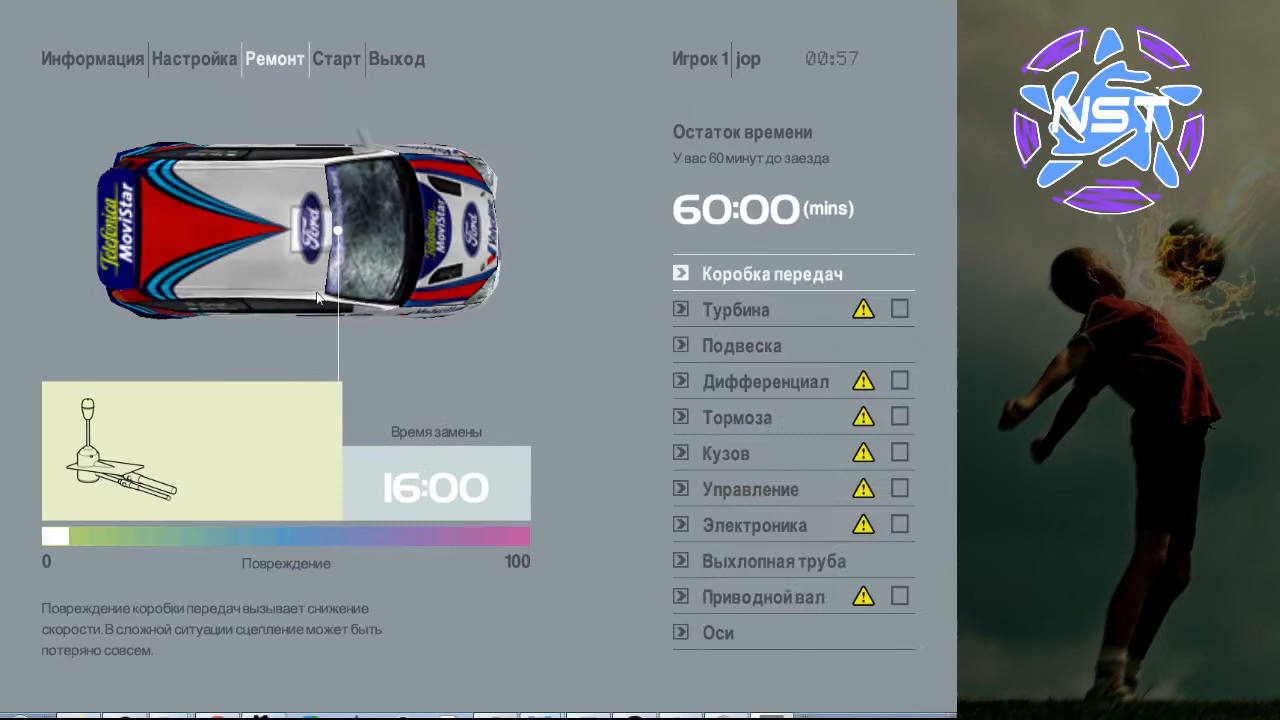 Информация Настройка Ремонт Старт Выход
Игрок 1 jop 00:57
Остаток времени
У вас 60 минут до заезда
60:00 (mins)
Коробка передач
Турбина
Подвеска
Дифференциал
Тормоза
Кузов
Управление
Электроника
Выхлопная труба
Приводной вал
Оси
Telefonica
MoviStar
Ford
Telefonica
MoviStar
Ford
Время замены
16:00
0 Повреждение 100
Повреждение коробки передач вызывает снижение
скорости. В сложной ситуации сцепление может быть
потеряно совсем.
NST